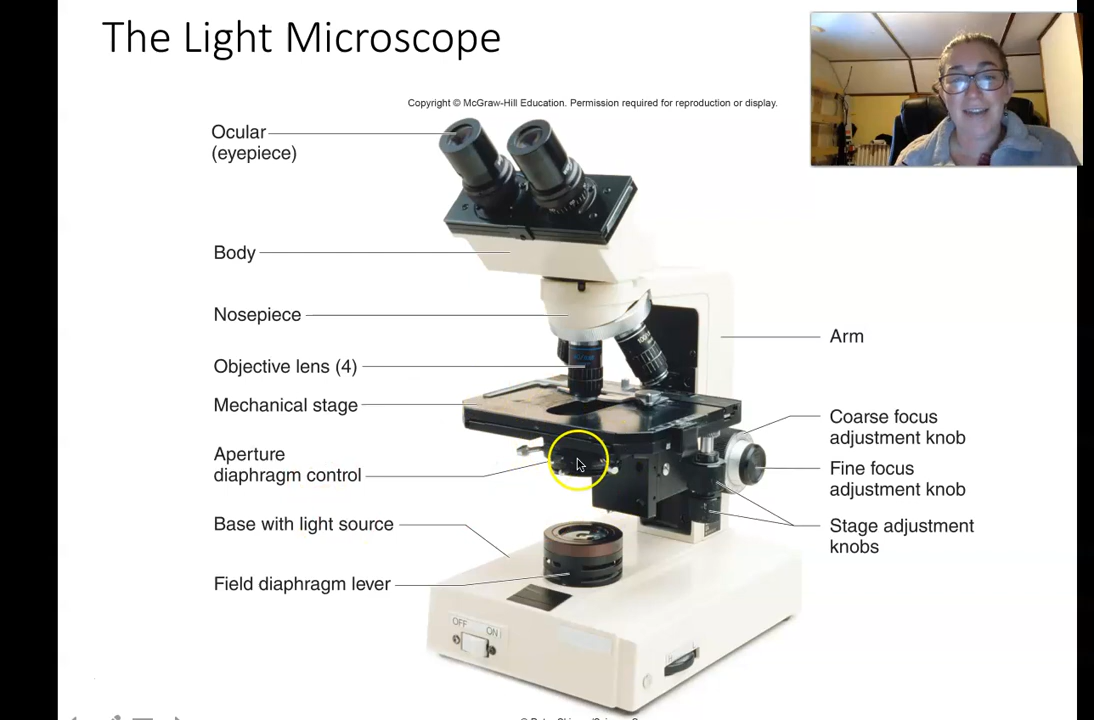 The Light Microscope
Copyright © McGraw-Hill Education. Permission required for reproduction or display.
Ocular
(eyepiece)
Body
Nosepiece
Objective lens (4)
Mechanical stage
Aperture
diaphragm control
Base with light source
Field diaphragm lever
Arm
Coarse focus
adjustment knob
Fine focus
adjustment knob
Stage adjustment
knobs
OFF
ON